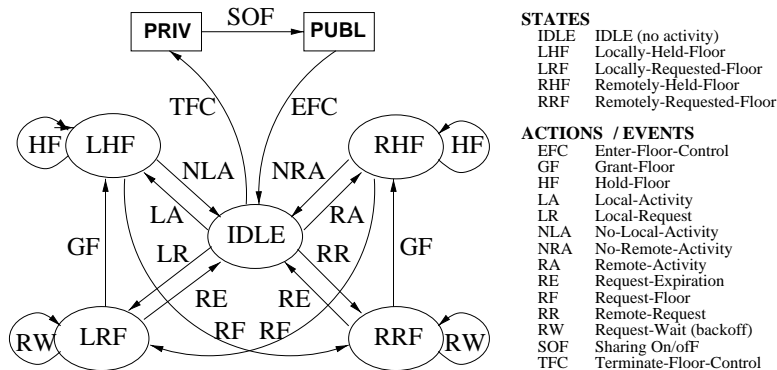 SOF
PRIV
PUBL
TFC
EFC
HF
LHF
NLA
NRA
RHF
HF
LA
RA
IDLE
GF
LR
RR
GF
RE
RE
RW
LRF
RF
RF
RRF
RW
STATES
IDLE IDLE (no activity)
LHF Locally-Held-Floor
LRF Locally-Requested-Floor
RHF Remotely-Held-Floor
RRF Remotely-Requested-Floor
ACTIONS / EVENTS
EFC Enter-Floor-Control
GF Grant-Floor
HF Hold-Floor
LA Local-Activity
LR Local-Request
NLA No-Local-Activity
NRA No-Remote-Activity
RA Remote-Activity
RE Request-Expiration
RF Request-Floor
RR Remote-Request
RW Request-Wait (backoff)
SOF Sharing On/ofF
TFC Terminate-Floor-Control